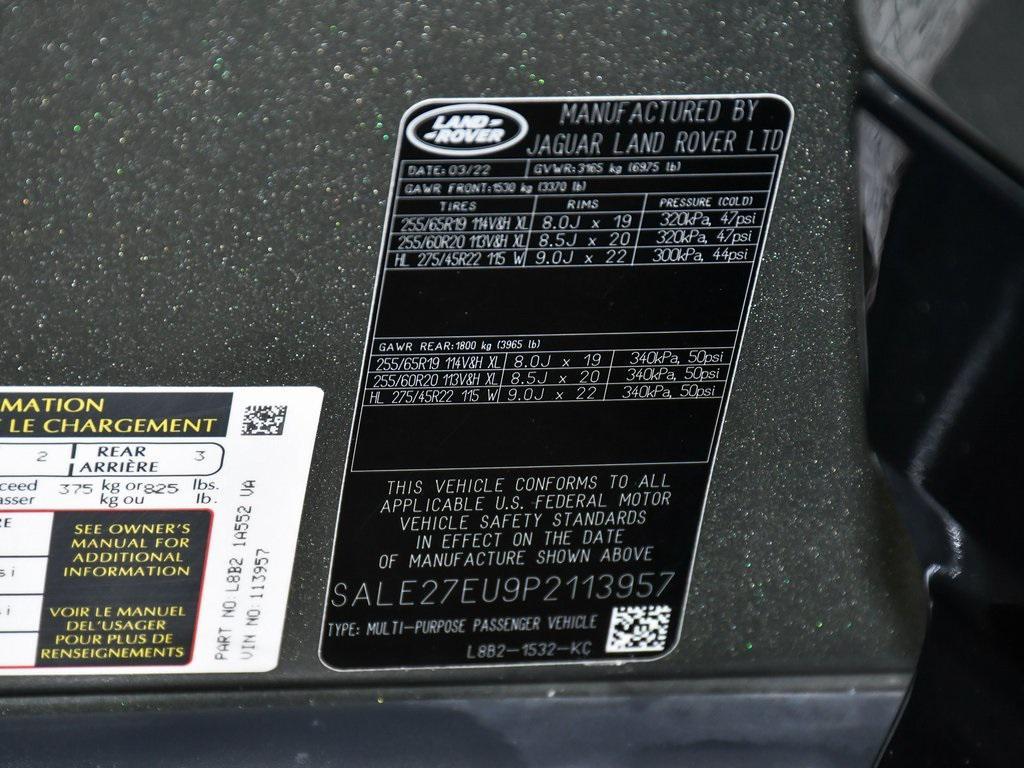 LAND-
-ROVER
MANUFACTURED BY
JAGUAR LAND ROVER LTD
DATE: 03/22 GVWR: 3165 kg (6975 lb)
GAWR FRONT: 1530 kg (3370 lb)
TIRES RIMS PRESSURE (COLD)
255/65R19 114V&H XL 8.0J x 19 320kPa, 47psi
255/60R20 113V&H XL 8.5J x 20 320kPa, 47psi
HL 275/45R22 115 W 9.0J x 22 300kPa, 44psi
GAWR REAR: 1800 kg (3965 lb)
255/65R19 114V&H XL 8.0J x 19 340kPa, 50psi
255/60R20 113V&H XL 8.5J x 20 340kPa, 50psi
HL 275/45R22 115 W 9.0J x 22 340kPa, 50psi
THIS VEHICLE CONFORMS TO ALL
APPLICABLE U.S. FEDERAL MOTOR
VEHICLE SAFETY STANDARDS
IN EFFECT ON THE DATE
OF MANUFACTURE SHOWN ABOVE
SALE27EU9P2113957
TYPE: MULTI-PURPOSE PASSENGER VEHICLE
L8B2-1532-KC
MATION
LE CHARGEMENT
2 REAR 3
ARRIÈRE
ceed 375 kg or 825 lbs.
asser kg ou lb.
SEE OWNER'S
MANUAL FOR
ADDITIONAL
INFORMATION
VOIR LE MANUEL
DEL'USAGER
POUR PLUS DE
RENSEIGNEMENTS
PART NO: L8B2 1A552 VA
VIN NO: 113957